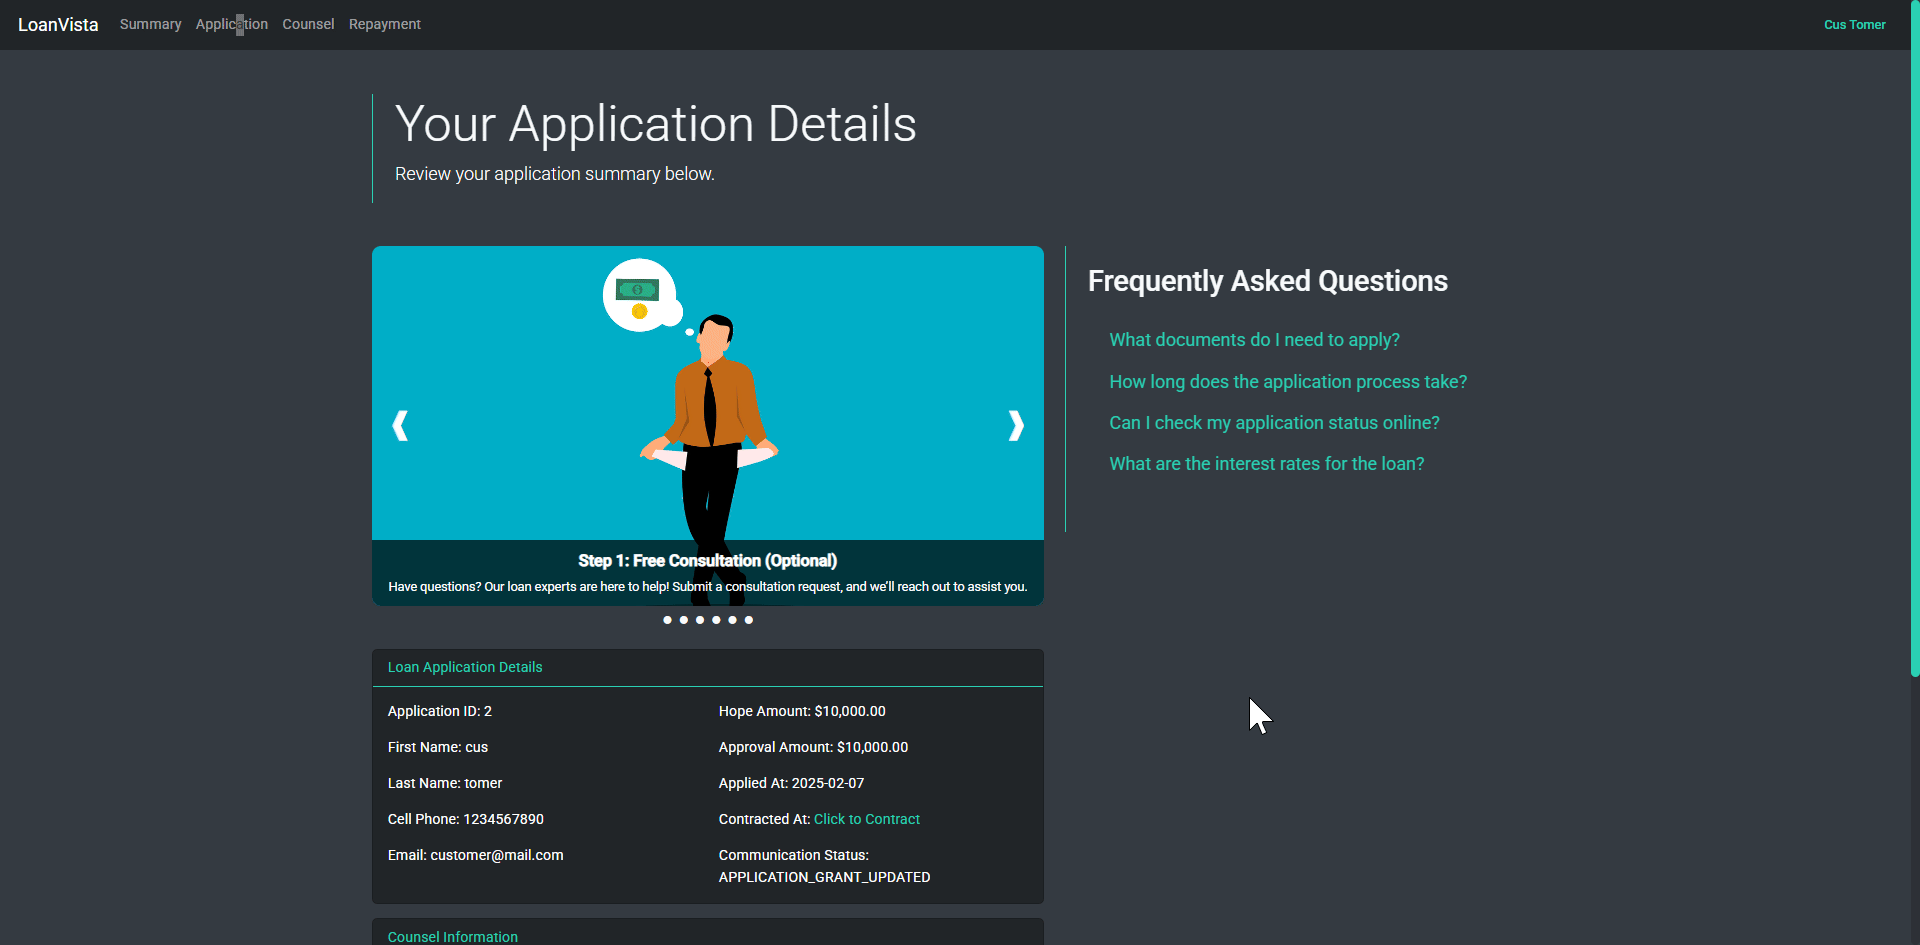 LoanVista Summary Application Counsel Repayment Cus Tomer
Your Application Details
Review your application summary below.
Step 1: Free Consultation (Optional)
Have questions? Our loan experts are here to help! Submit a consultation request, and we'll reach out to assist you.
Frequently Asked Questions
What documents do I need to apply?
How long does the application process take?
Can I check my application status online?
What are the interest rates for the loan?
Loan Application Details
Application ID: 2
First Name: cus
Last Name: tomer
Cell Phone: 1234567890
Email: customer@mail.com
Hope Amount: $10,000.00
Approval Amount: $10,000.00
Applied At: 2025-02-07
Contracted At: Click to Contract
Communication Status:
APPLICATION_GRANT_UPDATED
Counsel Information